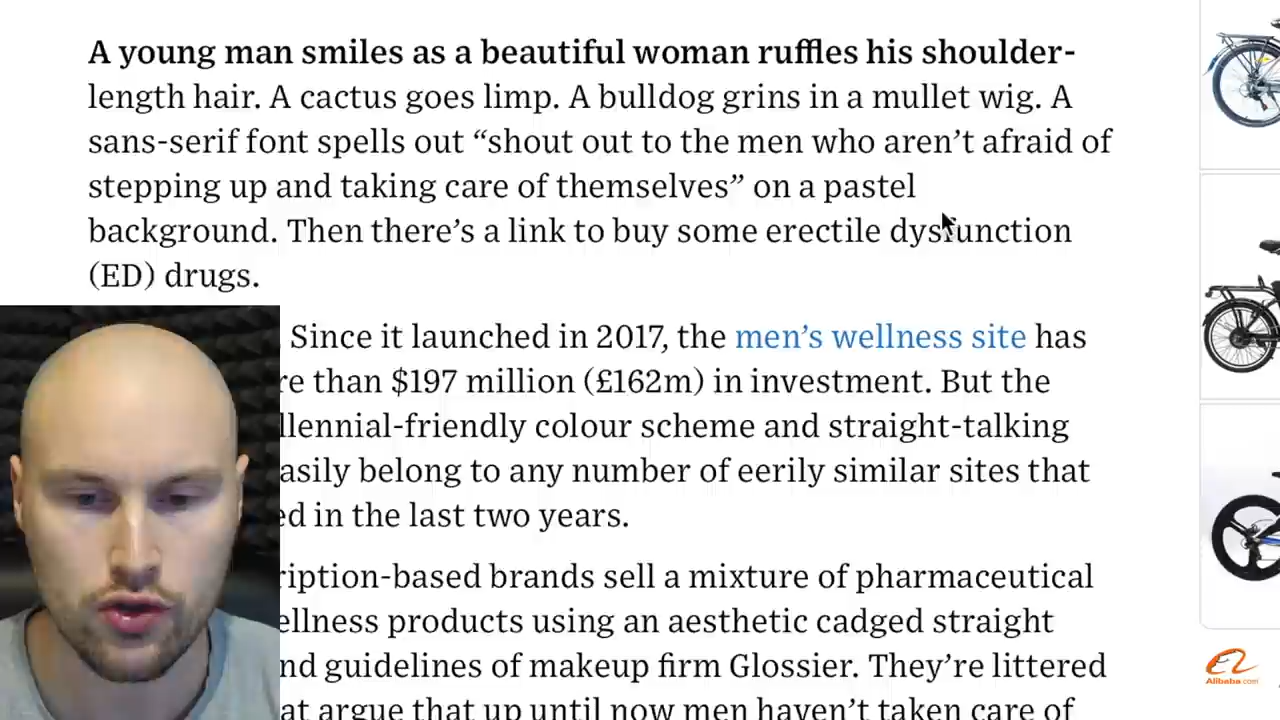 A young man smiles as a beautiful woman ruffles his shoulder-
length hair. A cactus goes limp. A bulldog grins in a mullet wig. A
sans-serif font spells out “shout out to the men who aren’t afraid of
stepping up and taking care of themselves” on a pastel
background. Then there’s a link to buy some erectile dysfunction
(ED) drugs.
Since it launched in 2017, the men’s wellness site has
re than $197 million (£162m) in investment. But the
llennial-friendly colour scheme and straight-talking
asily belong to any number of eerily similar sites that
ed in the last two years.
ription-based brands sell a mixture of pharmaceutical
ellness products using an aesthetic cadged straight
nd guidelines of makeup firm Glossier. They’re littered
at argue that up until now men haven’t taken care of
Alibaba.com